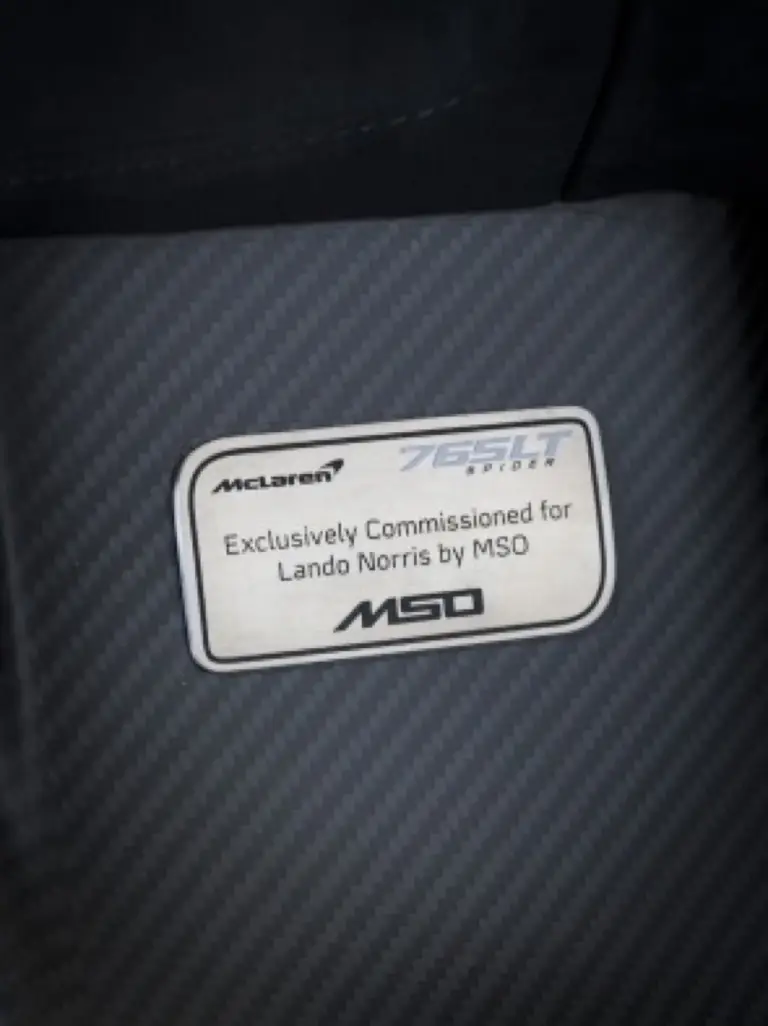 McLaren 765LT
SPIDER
Exclusively Commissioned for
Lando Norris by MSO
MSO